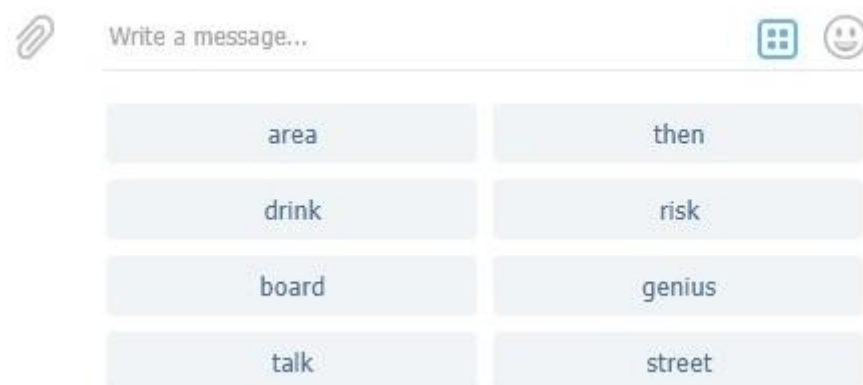 Write a message...
area then
drink risk
board genius
talk street